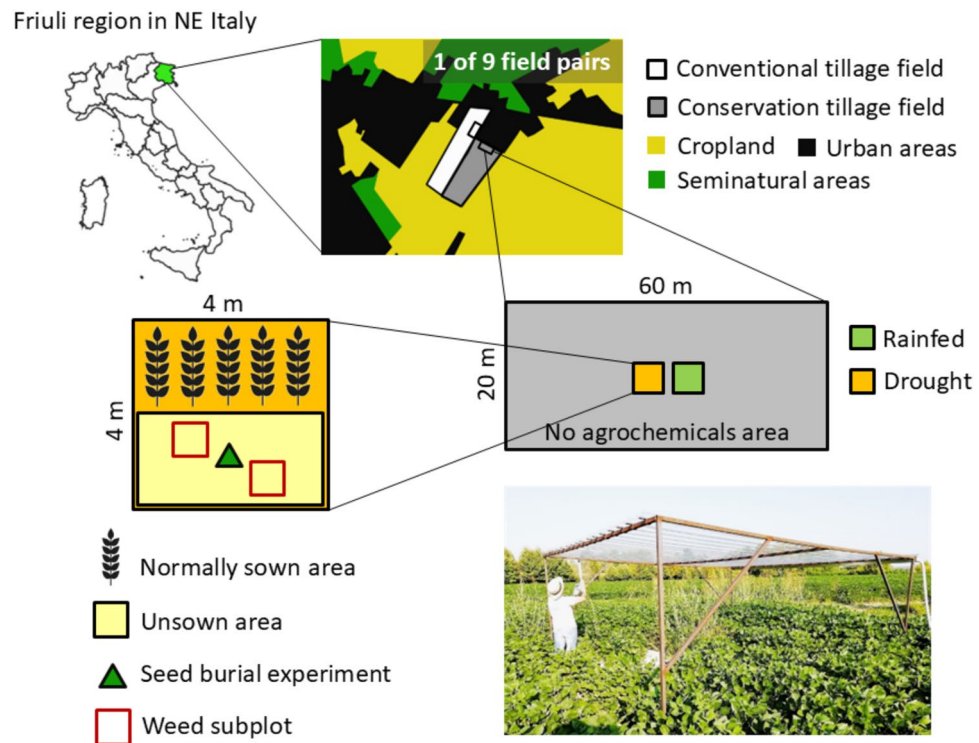 Friuli region in NE Italy
1 of 9 field pairs
Conventional tillage field
Conservation tillage field
Cropland
Urban areas
Seminatural areas
4 m
60 m
4 m
20 m
Rainfed
Drought
No agrochemicals area
Normally sown area
Unsown area
Seed burial experiment
Weed subplot